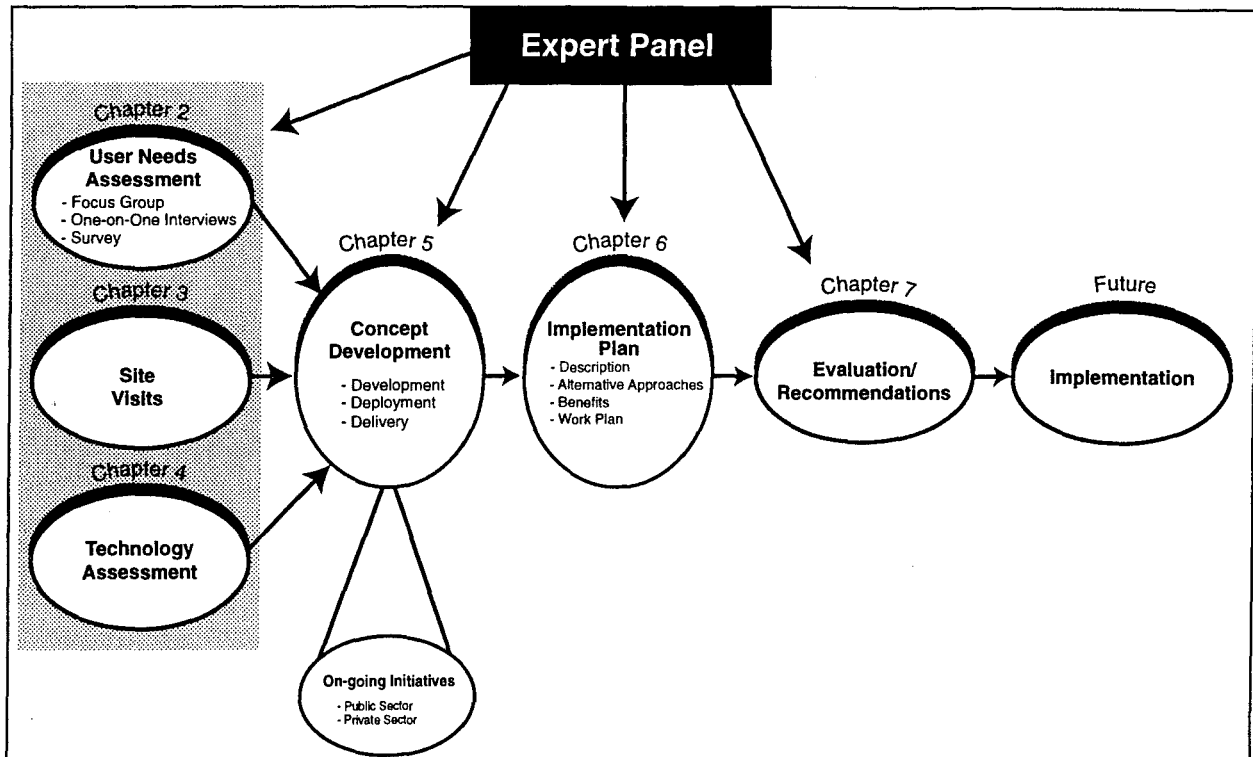 Expert Panel
Chapter 2
User Needs
Assessment
- Focus Group
- One-on-One Interviews
- Survey
Chapter 3
Site
Visits
Chapter 4
Technology
Assessment
Chapter 5
Concept
Development
- Development
- Deployment
- Delivery
On-going Initiatives
- Public Sector
- Private Sector
Chapter 6
Implementation
Plan
- Description
- Alternative Approaches
- Benefits
- Work Plan
Chapter 7
Evaluation/
Recommendations
Future
Implementation